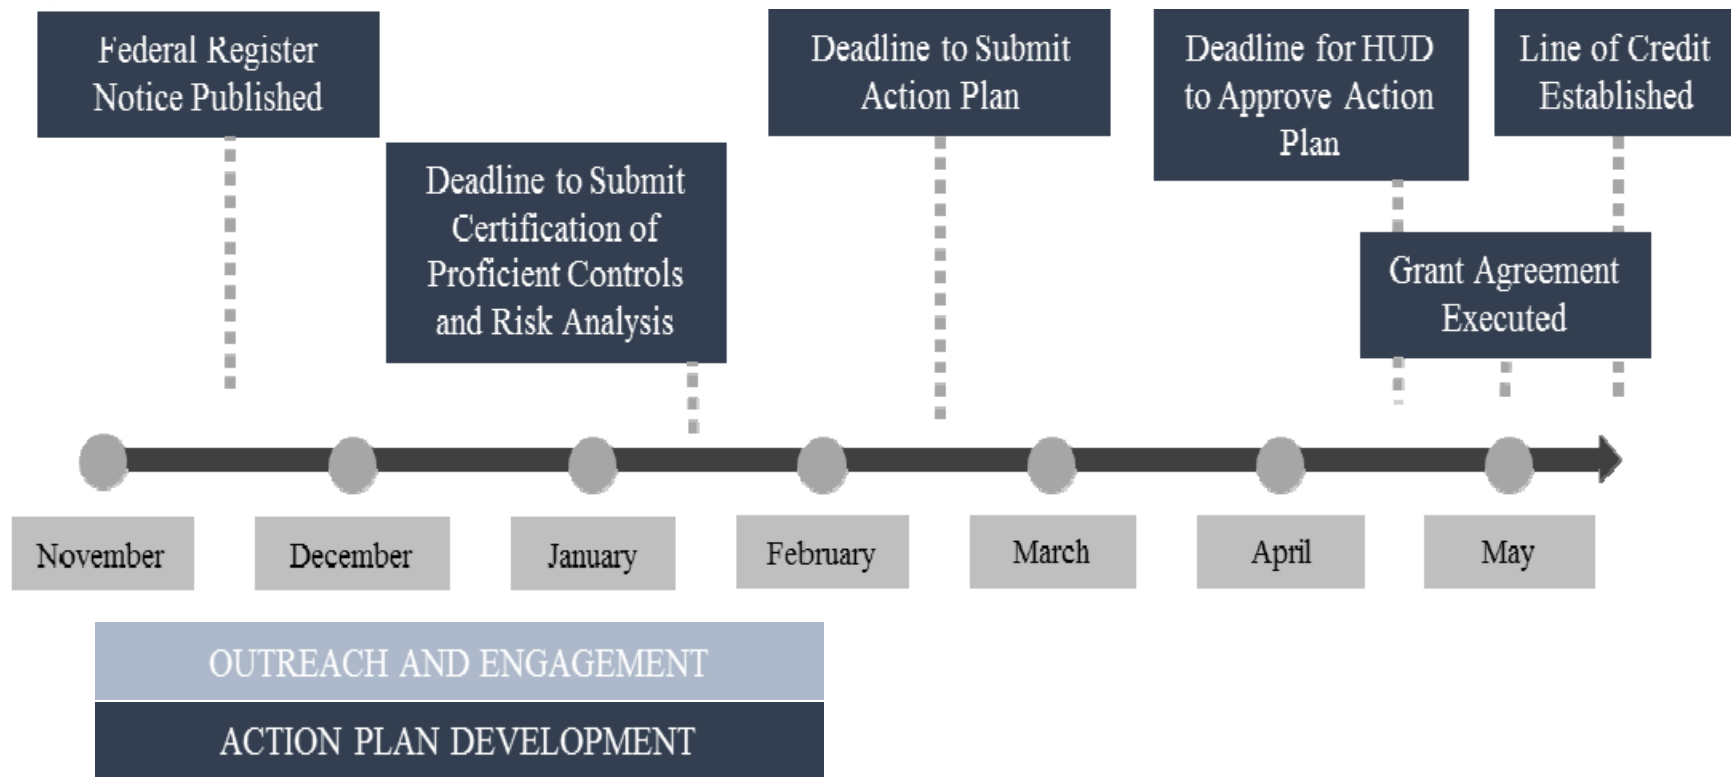 Federal Register
Notice Published
Deadline to Submit
Certification of
Proficient Controls
and Risk Analysis
Deadline to Submit
Action Plan
Deadline for HUD
to Approve Action
Plan
Line of Credit
Established
Grant Agreement
Executed
November
December
January
February
March
April
May
OUTREACH AND ENGAGEMENT
ACTION PLAN DEVELOPMENT